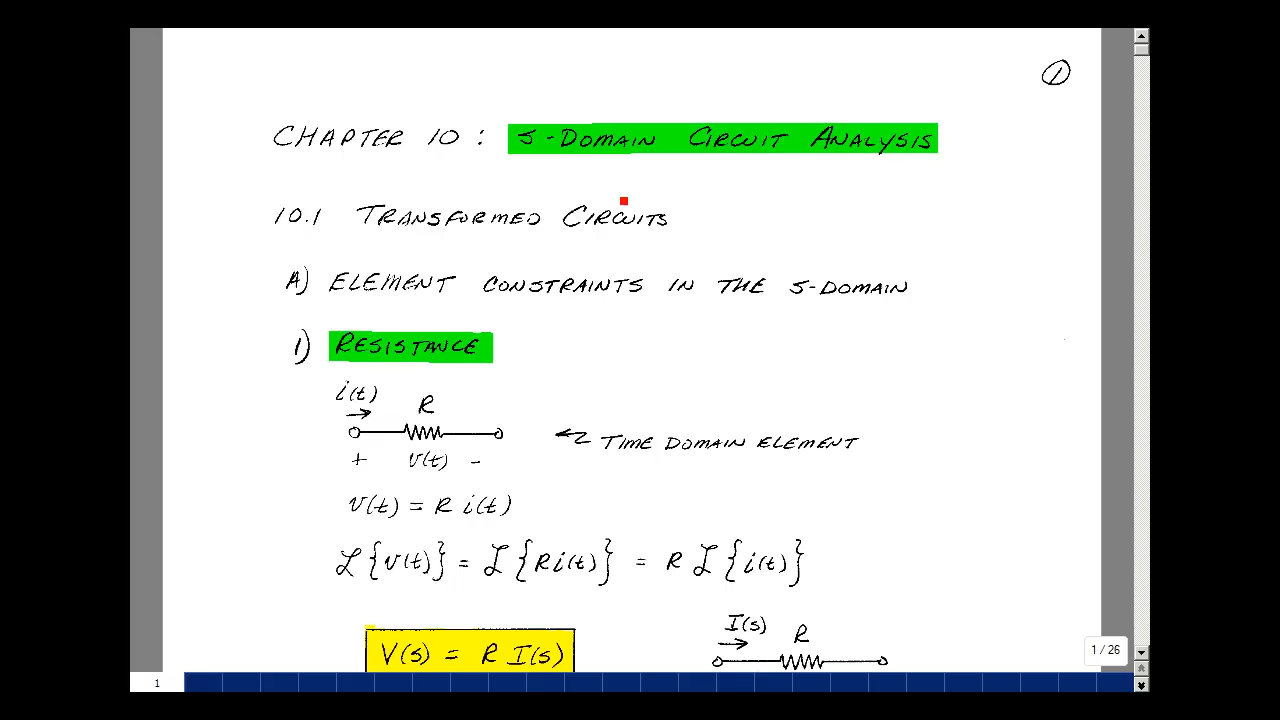 ①
CHAPTER 10 : S-DOMAIN CIRCUIT ANALYSIS
10.1 TRANSFORMED CIRCUITS
A) ELEMENT CONSTRAINTS IN THE S-DOMAIN
1) RESISTANCE
i(t)
R
+ v(t) -
← TIME DOMAIN ELEMENT
v(t) = R i(t)
ℒ{v(t)} = ℒ{Ri(t)} = R ℒ{i(t)}
V(s) = R I(s)
I(s)
R
1 / 26
1